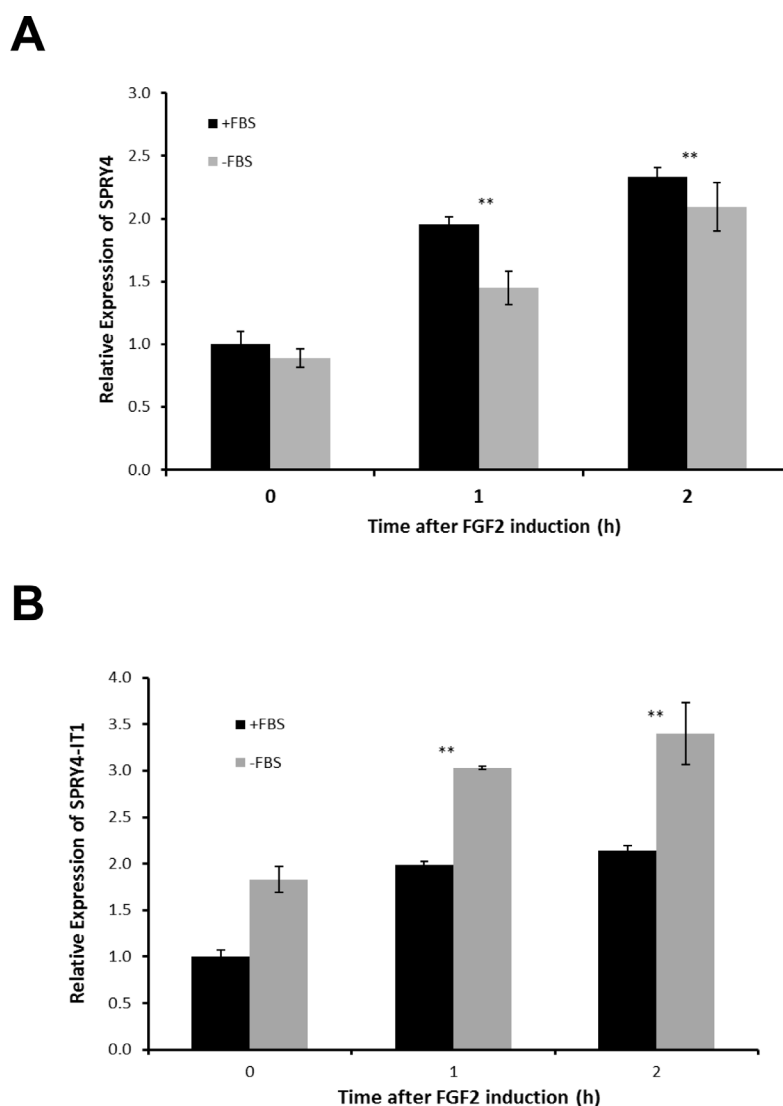 A
3.0
2.5
2.0
1.5
1.0
0.5
0.0
Relative Expression of SPRY4
+FBS
-FBS
**
**
0 1 2
Time after FGF2 induction (h)
B
4.0
3.5
3.0
2.5
2.0
1.5
1.0
0.5
0.0
Relative Expression of SPRY4-IT1
+FBS
-FBS
**
**
0 1 2
Time after FGF2 induction (h)